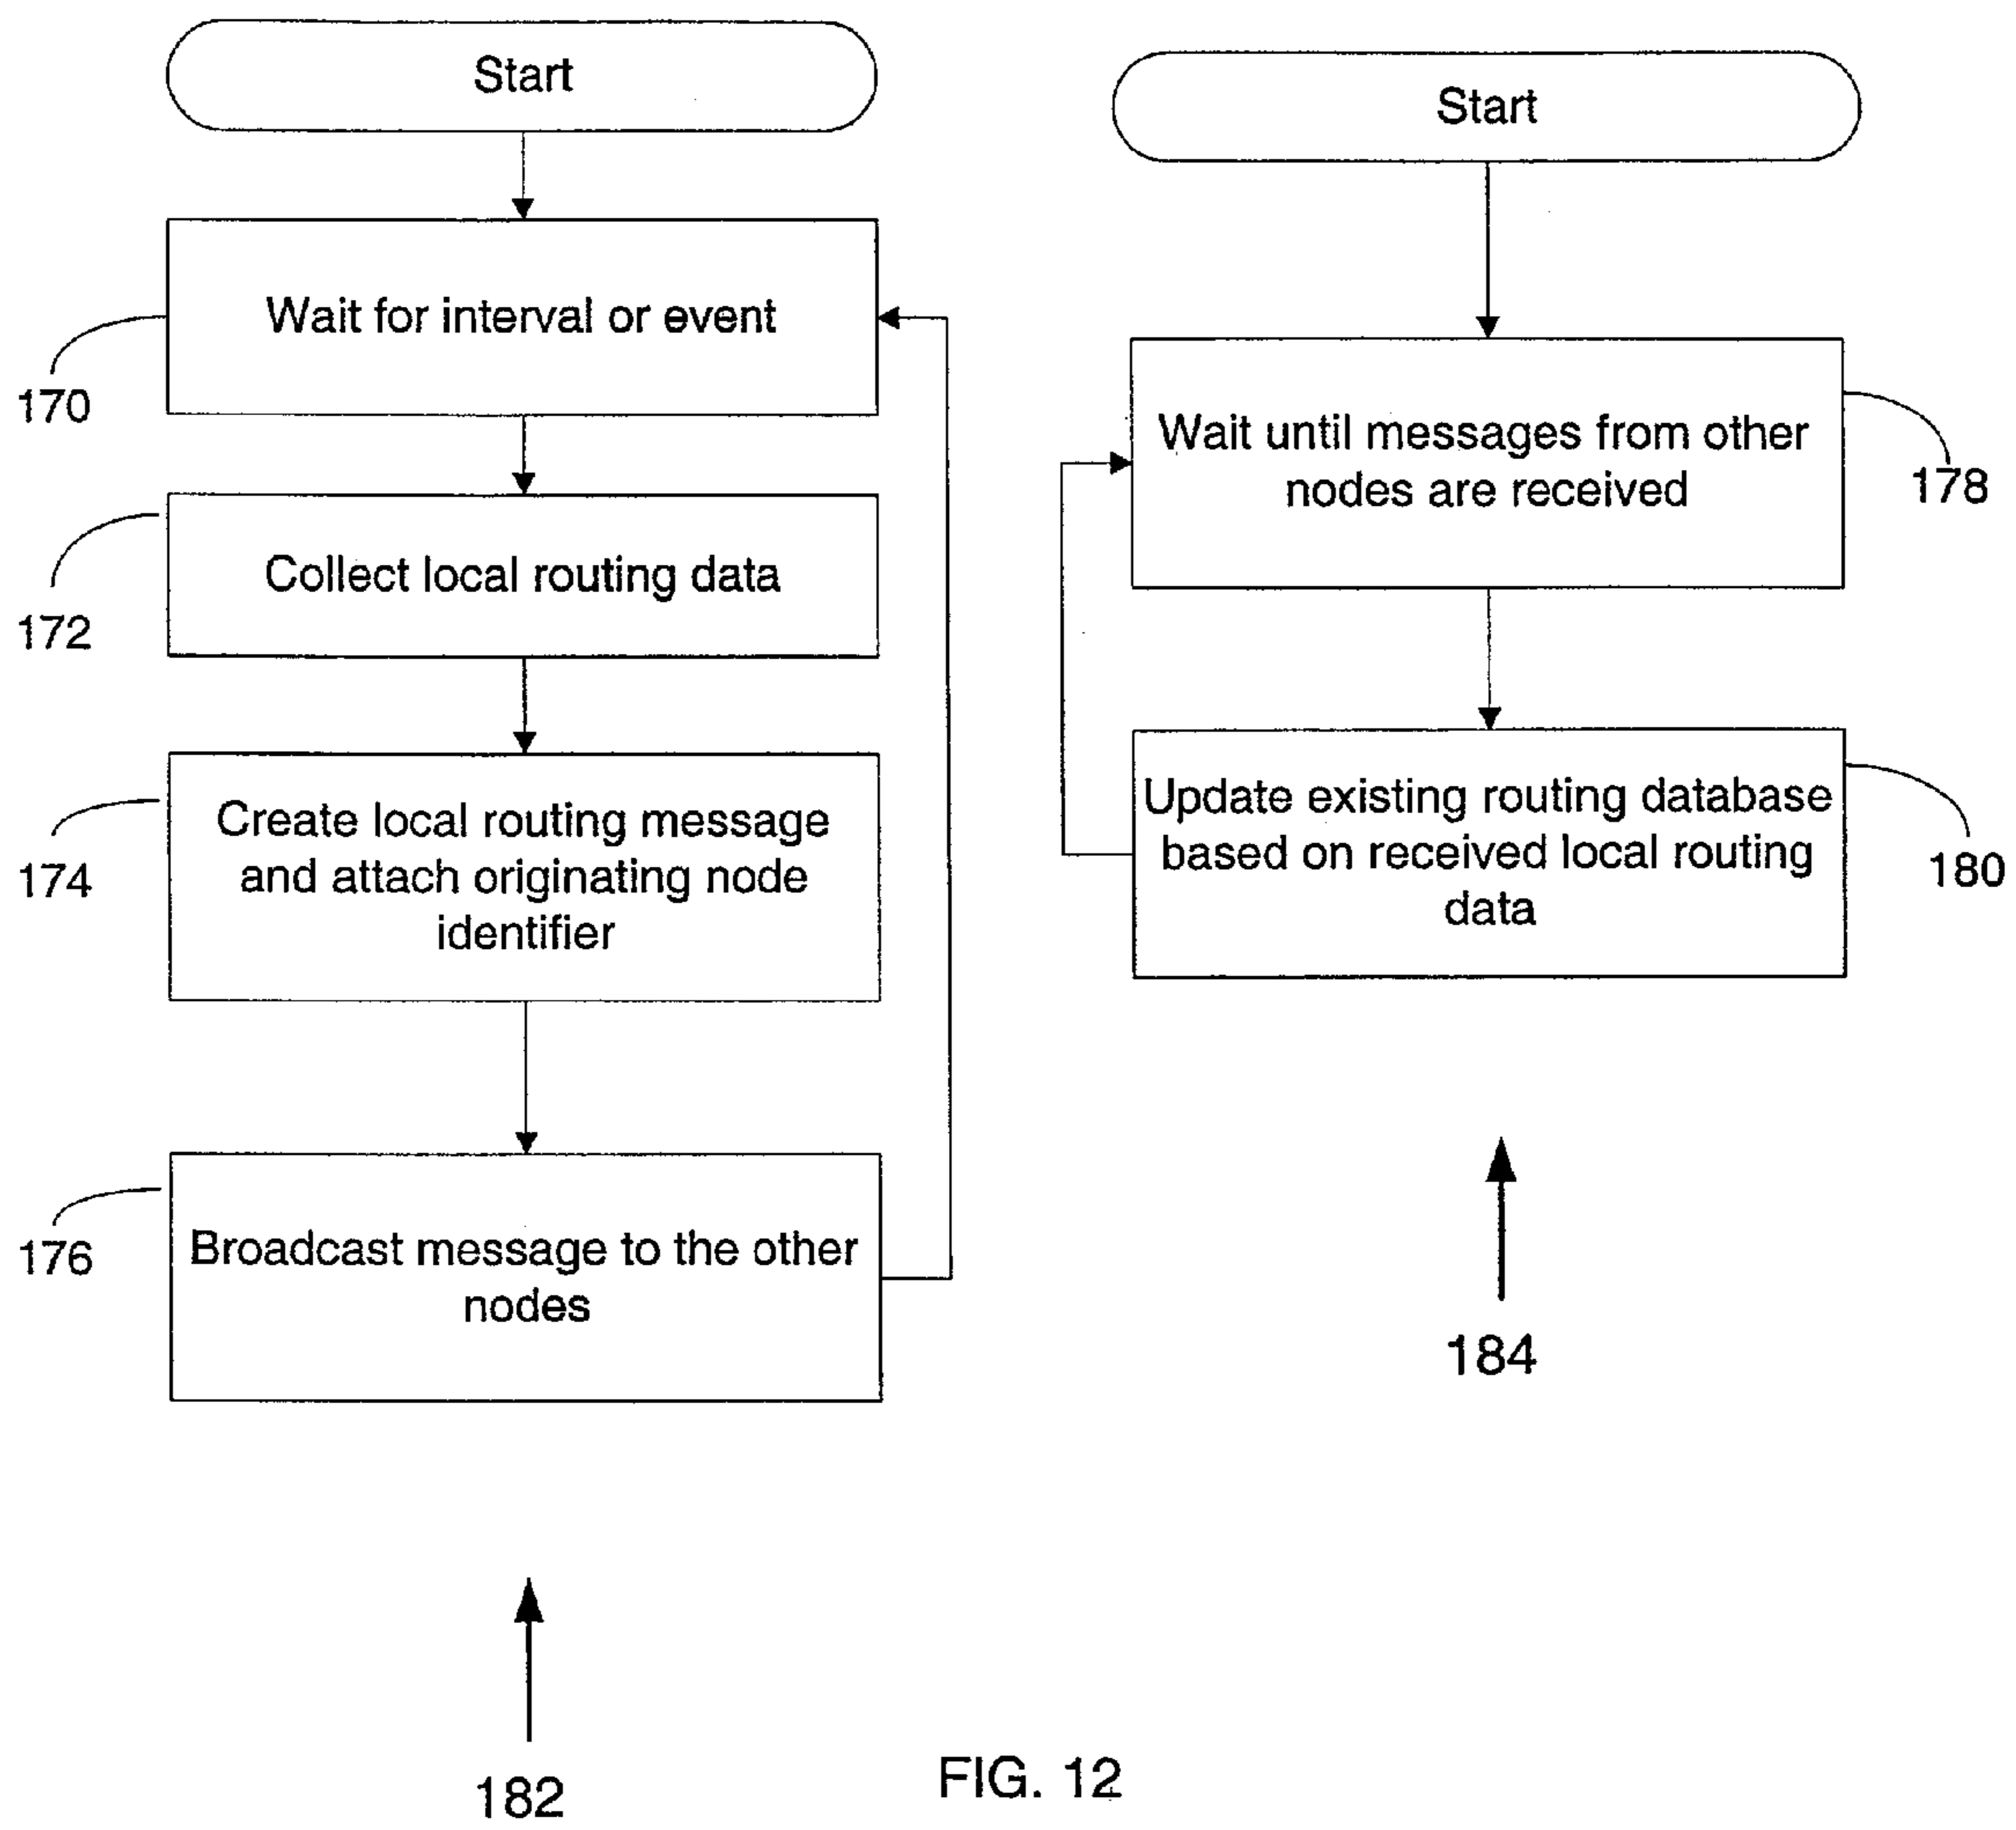 Start
Wait for interval or event
170
Collect local routing data
172
Create local routing message
and attach originating node
identifier
174
Broadcast message to the other
nodes
176
182
Start
Wait until messages from other
nodes are received
178
Update existing routing database
based on received local routing
data
180
184
FIG. 12